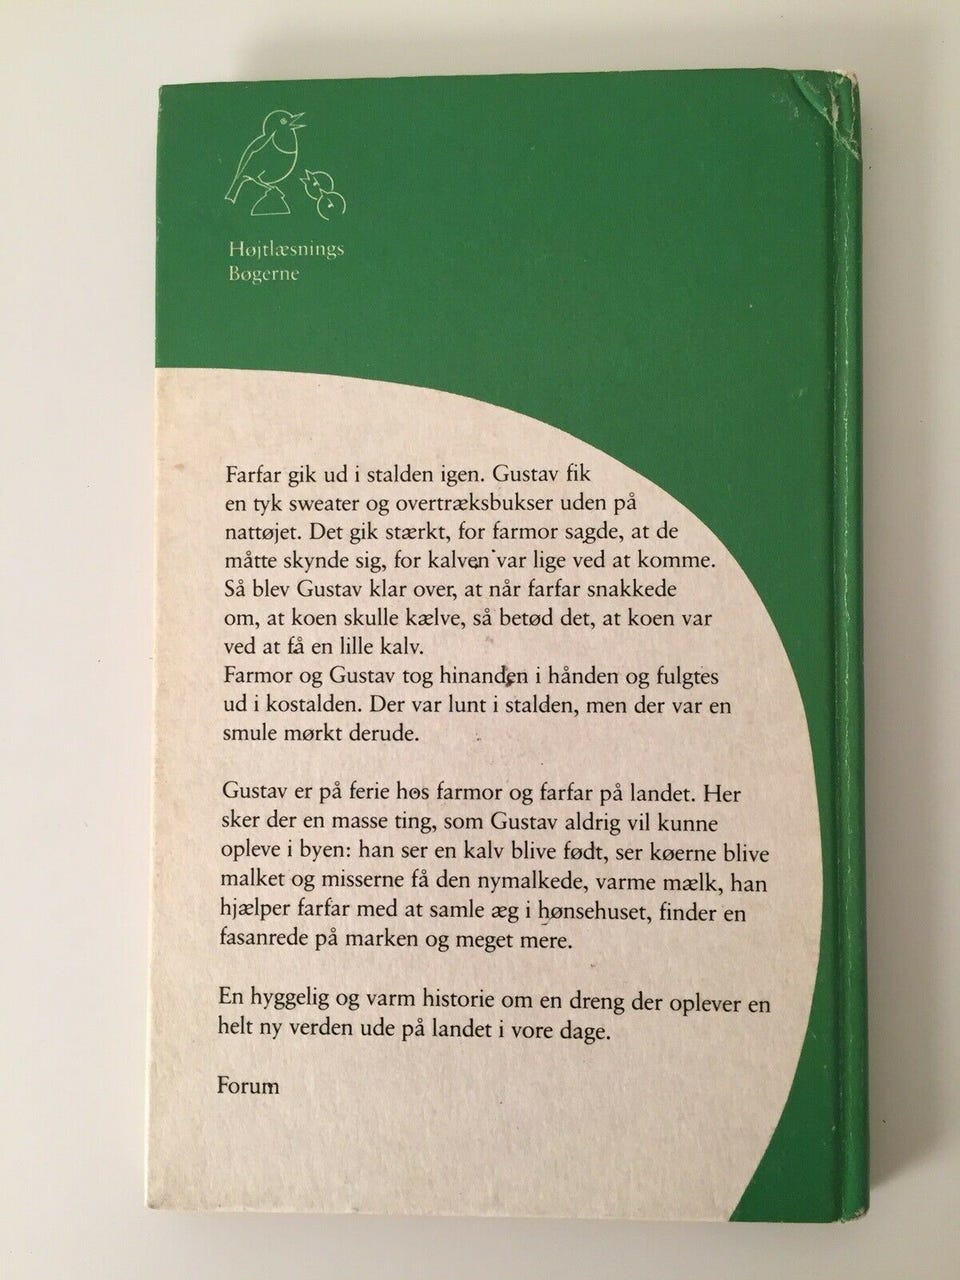 Højtlæsnings
Bøgerne
Farfar gik ud i stalden igen. Gustav fik
en tyk sweater og overtræksbukser uden på
nattøjet. Det gik stærkt, for farmor sagde, at de
måtte skynde sig, for kalven var lige ved at komme.
Så blev Gustav klar over, at når farfar snakkede
om, at koen skulle kælve, så betød det, at koen var
ved at få en lille kalv.
Farmor og Gustav tog hinanden i hånden og fulgtes
ud i kostalden. Der var lunt i stalden, men der var en
smule mørkt derude.
Gustav er på ferie hos farmor og farfar på landet. Her
sker der en masse ting, som Gustav aldrig vil kunne
opleve i byen: han ser en kalv blive født, ser køerne blive
malket og misserne få den nymalkede, varme mælk, han
hjælper farfar med at samle æg i hønsehuset, finder en
fasanrede på marken og meget mere.
En hyggelig og varm historie om en dreng der oplever en
helt ny verden ude på landet i vore dage.
Forum